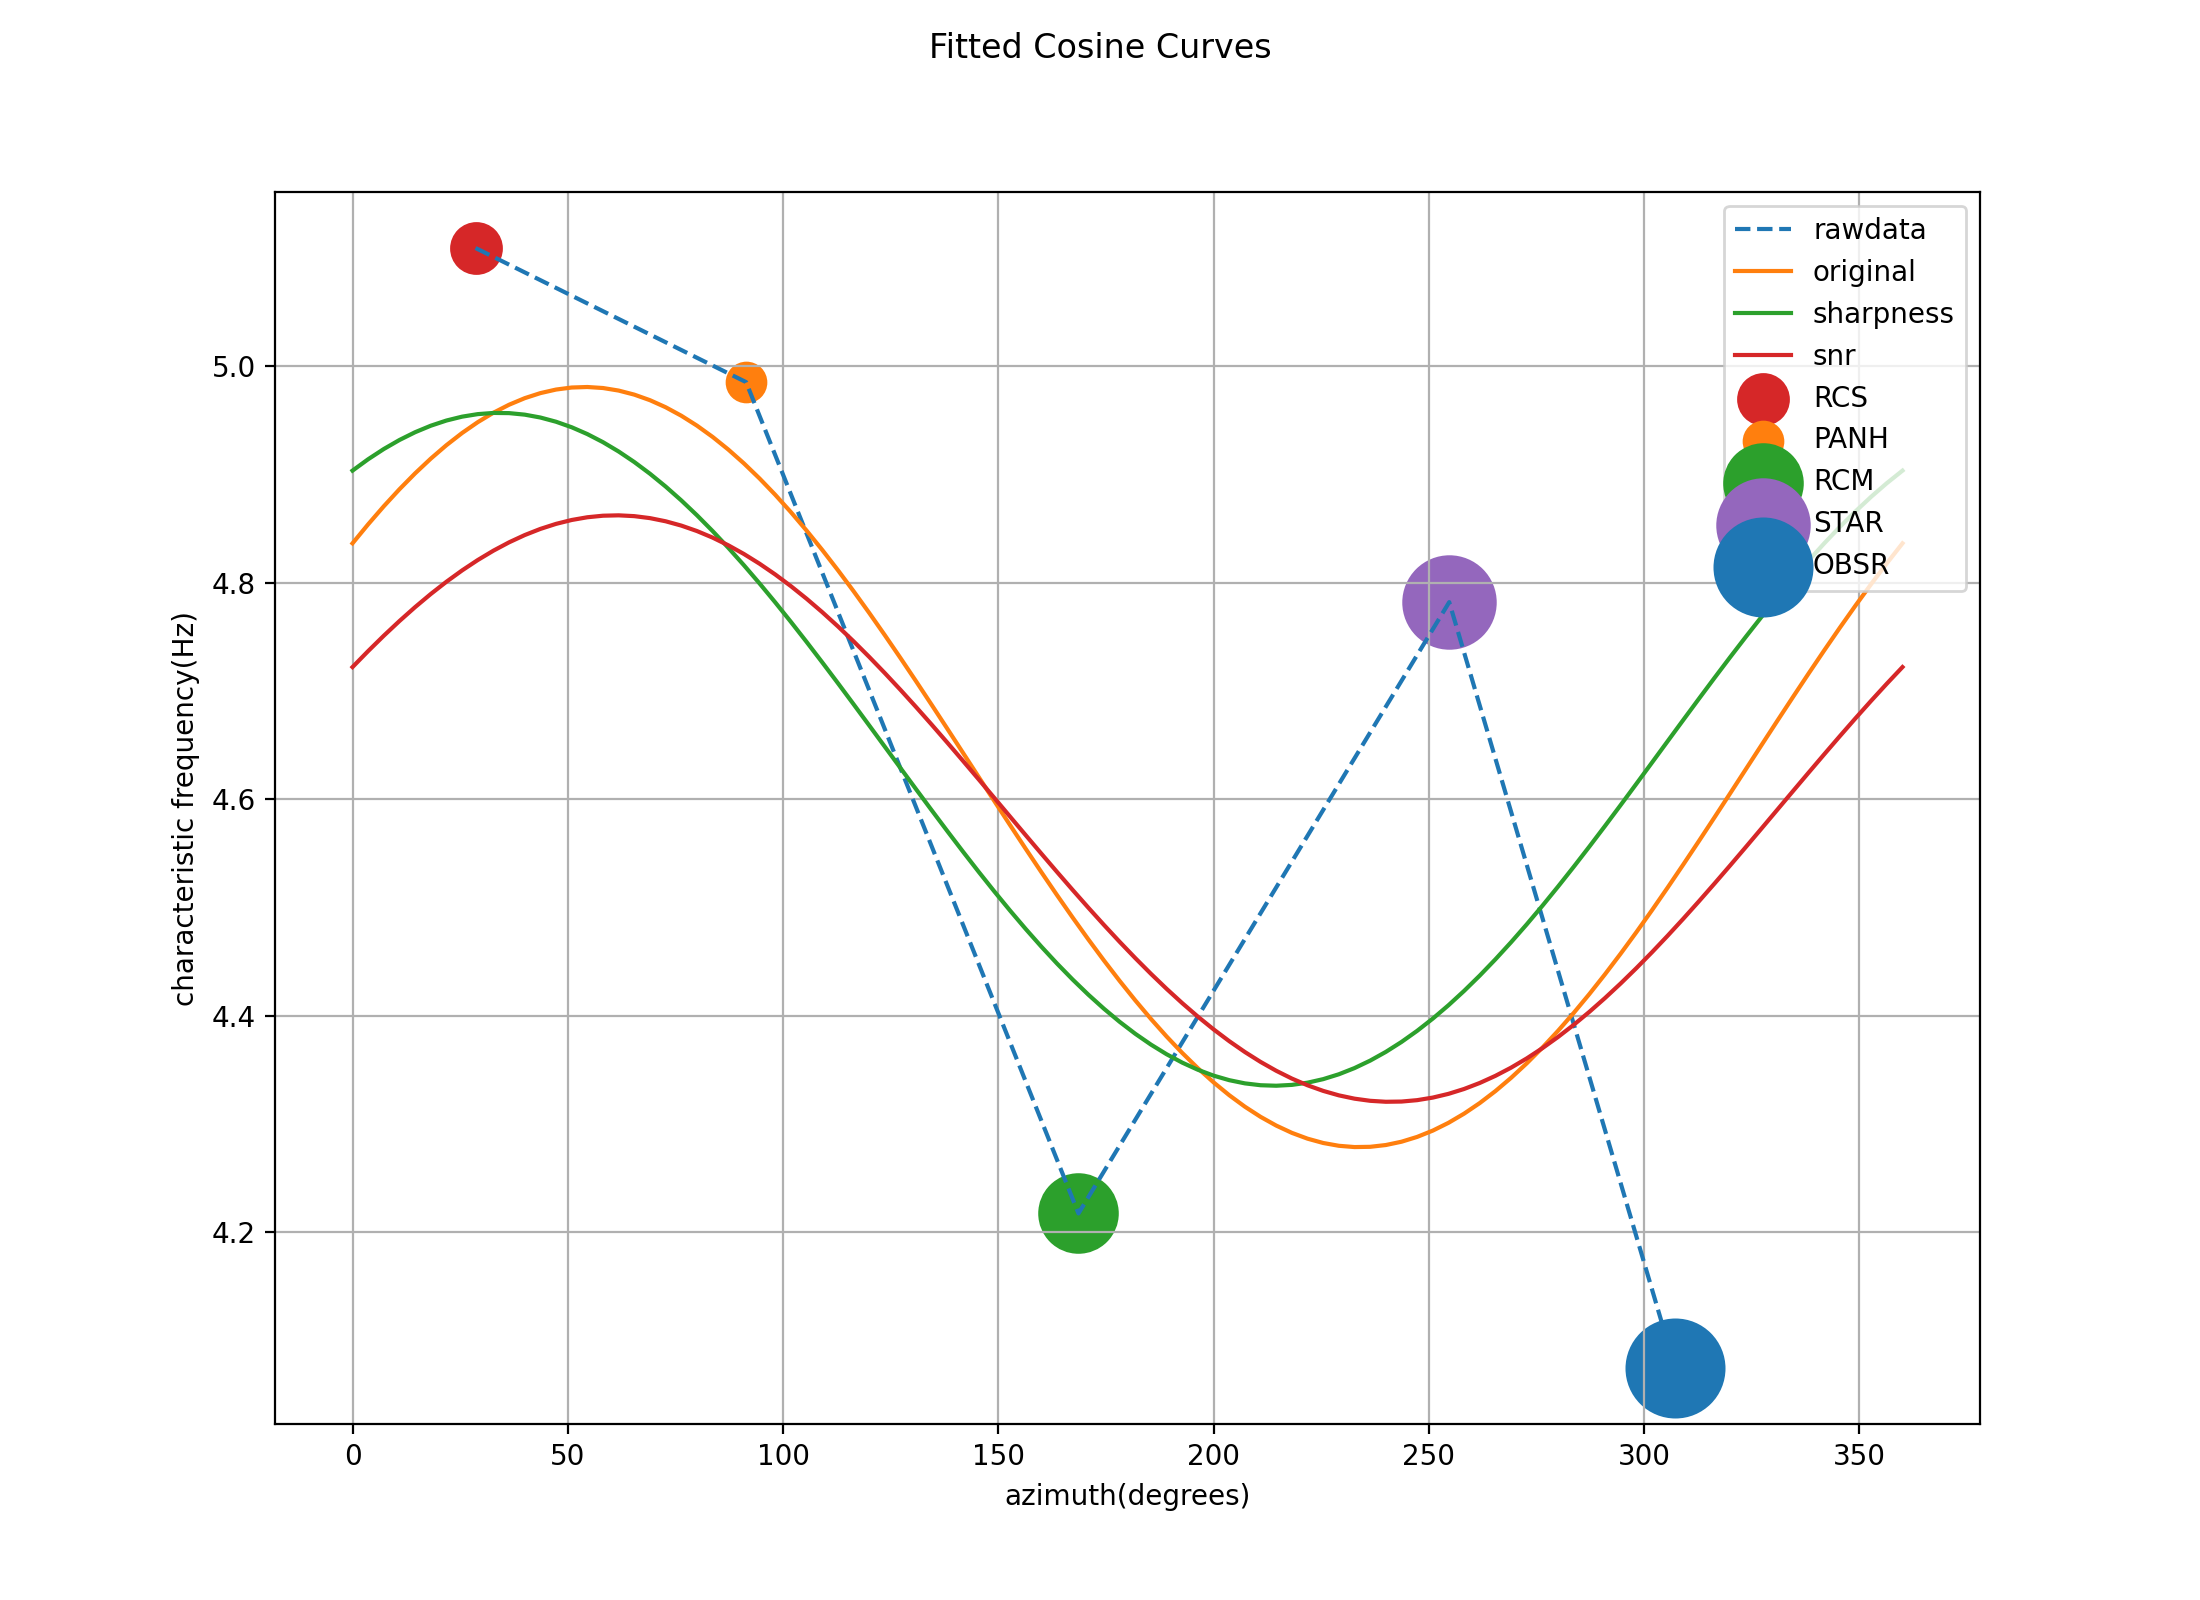 Fitted Cosine Curves
rawdata
original
sharpness
snr
RCS
PANH
RCM
STAR
OBSR
5.0
4.8
4.6
4.4
4.2
characteristic frequency(Hz)
0 50 100 150 200 250 300 350
azimuth(degrees)